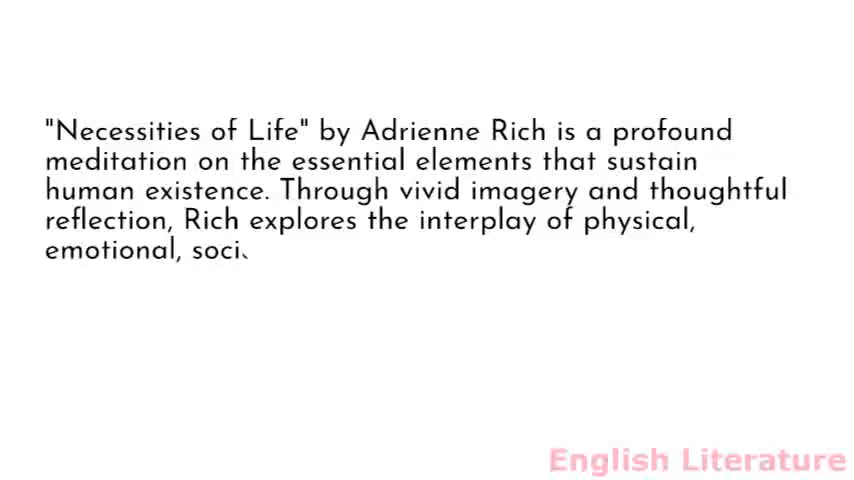 "Necessities of Life" by Adrienne Rich is a profound
meditation on the essential elements that sustain
human existence. Through vivid imagery and thoughtful
reflection, Rich explores the interplay of physical,
emotional, soci
English Literature